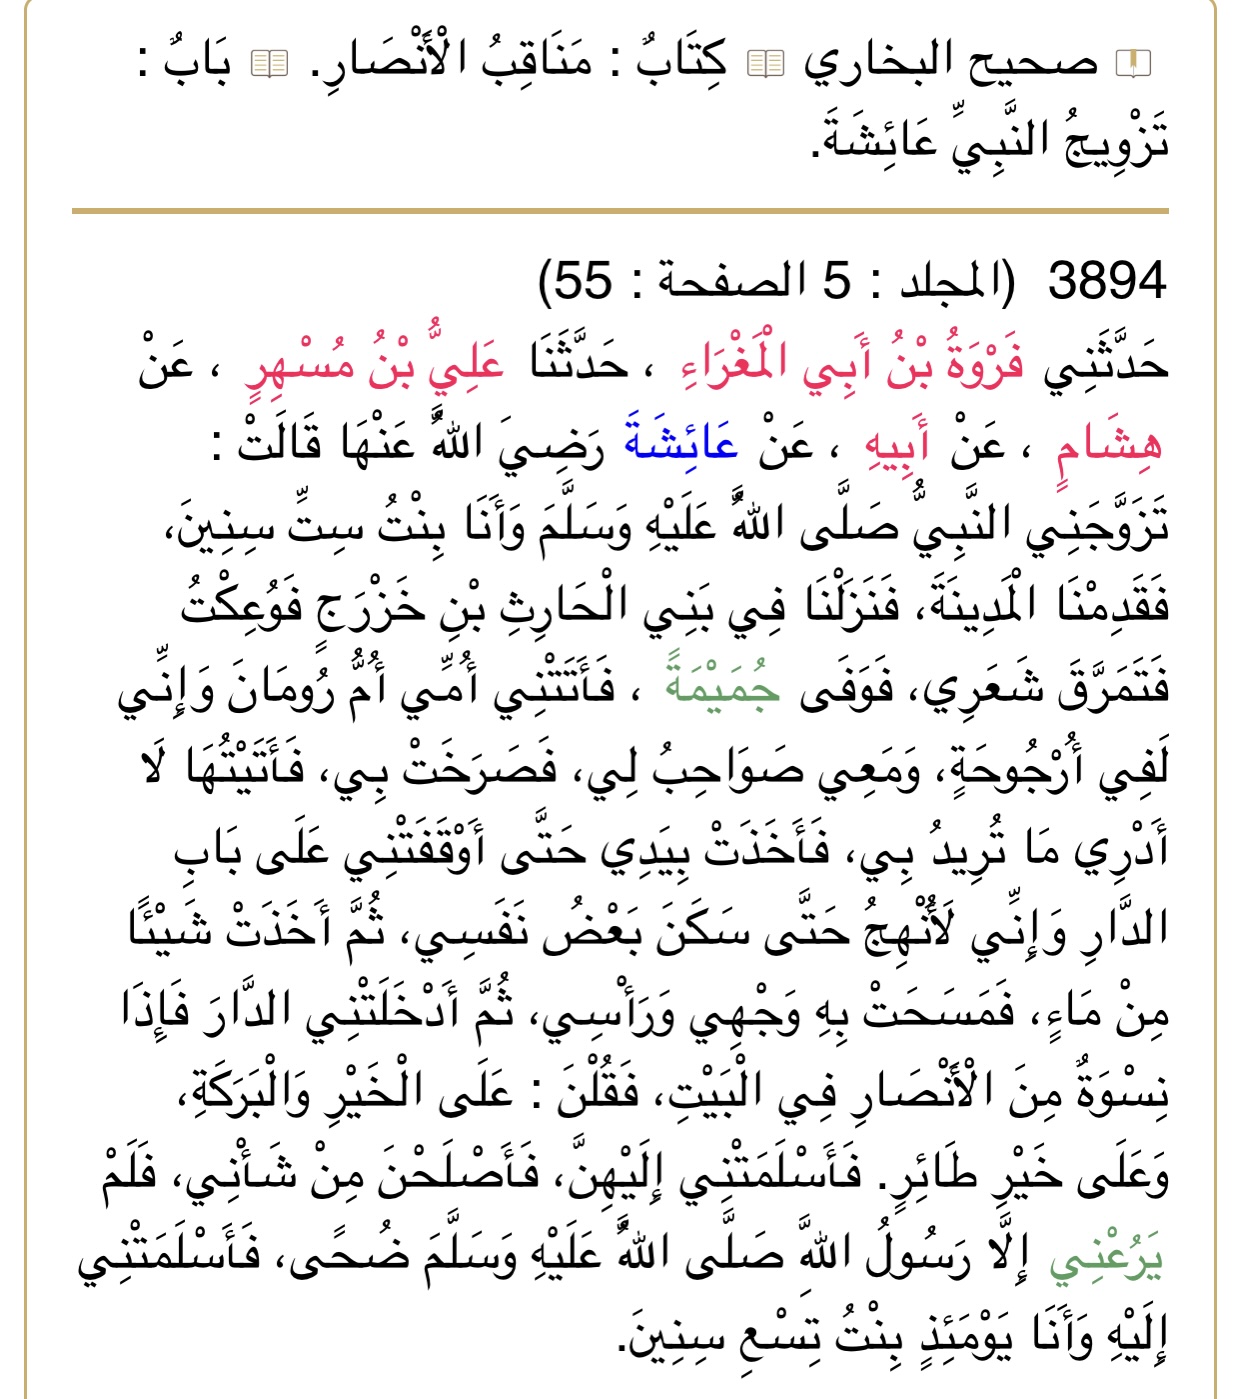 صحيح البخاري كِتَابٌ : مَنَاقِبُ الْأَنْصَارِ. بَابٌ :
تَزْوِيجُ النَّبِيِّ عَائِشَةَ.
3894 (المجلد : 5 الصفحة : 55)
حَدَّثَنِي فَرْوَةُ بْنُ أَبِي الْمَغْرَاءِ ، حَدَّثَنَا عَلِيُّ بْنُ مُسْهِرٍ ، عَنْ
هِشَامٍ ، عَنْ أَبِيهِ ، عَنْ عَائِشَةَ رَضِيَ اللَّهُ عَنْهَا قَالَتْ :
تَزَوَّجَنِي النَّبِيُّ صَلَّى اللَّهُ عَلَيْهِ وَسَلَّمَ وَأَنَا بِنْتُ سِتِّ سِنِينَ،
فَقَدِمْنَا الْمَدِينَةَ، فَنَزَلْنَا فِي بَنِي الْحَارِثِ بْنِ خَزْرَجٍ فَوُعِكْتُ
فَتَمَرَّقَ شَعَرِي، فَوَفَى جُمَيْمَةً ، فَأَتَتْنِي أُمِّي أُمُّ رُومَانَ وَإِنِّي
لَفِي أُرْجُوحَةٍ، وَمَعِي صَوَاحِبُ لِي، فَصَرَخَتْ بِي، فَأَتَيْتُهَا لَا
أَدْرِي مَا تُرِيدُ بِي، فَأَخَذَتْ بِيَدِي حَتَّى أَوْقَفَتْنِي عَلَى بَابِ
الدَّارِ وَإِنِّي لَأُنْهِجُ حَتَّى سَكَنَ بَعْضُ نَفَسِي، ثُمَّ أَخَذَتْ شَيْئًا
مِنْ مَاءٍ، فَمَسَحَتْ بِهِ وَجْهِي وَرَأْسِي، ثُمَّ أَدْخَلَتْنِي الدَّارَ فَإِذَا
نِسْوَةٌ مِنَ الْأَنْصَارِ فِي الْبَيْتِ، فَقُلْنَ : عَلَى الْخَيْرِ وَالْبَرَكَةِ،
وَعَلَى خَيْرِ طَائِرٍ. فَأَسْلَمَتْنِي إِلَيْهِنَّ، فَأَصْلَحْنَ مِنْ شَأْنِي، فَلَمْ
يَرُعْنِي إِلَّا رَسُولُ اللَّهِ صَلَّى اللَّهُ عَلَيْهِ وَسَلَّمَ ضُحًى، فَأَسْلَمَتْنِي
إِلَيْهِ وَأَنَا يَوْمَئِذٍ بِنْتُ تِسْعِ سِنِينَ.